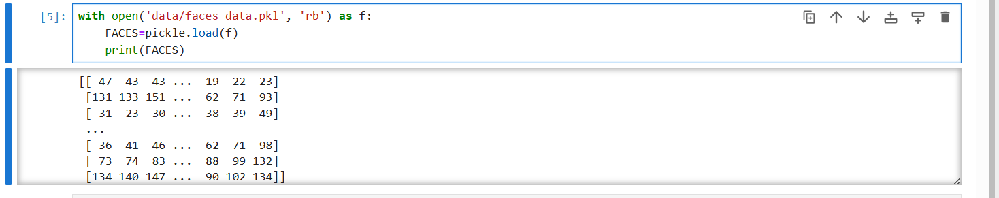 [5]: with open('data/faces_data.pkl', 'rb') as f:
    FACES=pickle.load(f)
    print(FACES)
[[ 47  43  43 ...  19  22  23]
 [131 133 151 ...  62  71  93]
 [ 31  23  30 ...  38  39  49]
 ...
 [ 36  41  46 ...  62  71  98]
 [ 73  74  83 ...  88  99 132]
 [134 140 147 ...  90 102 134]]